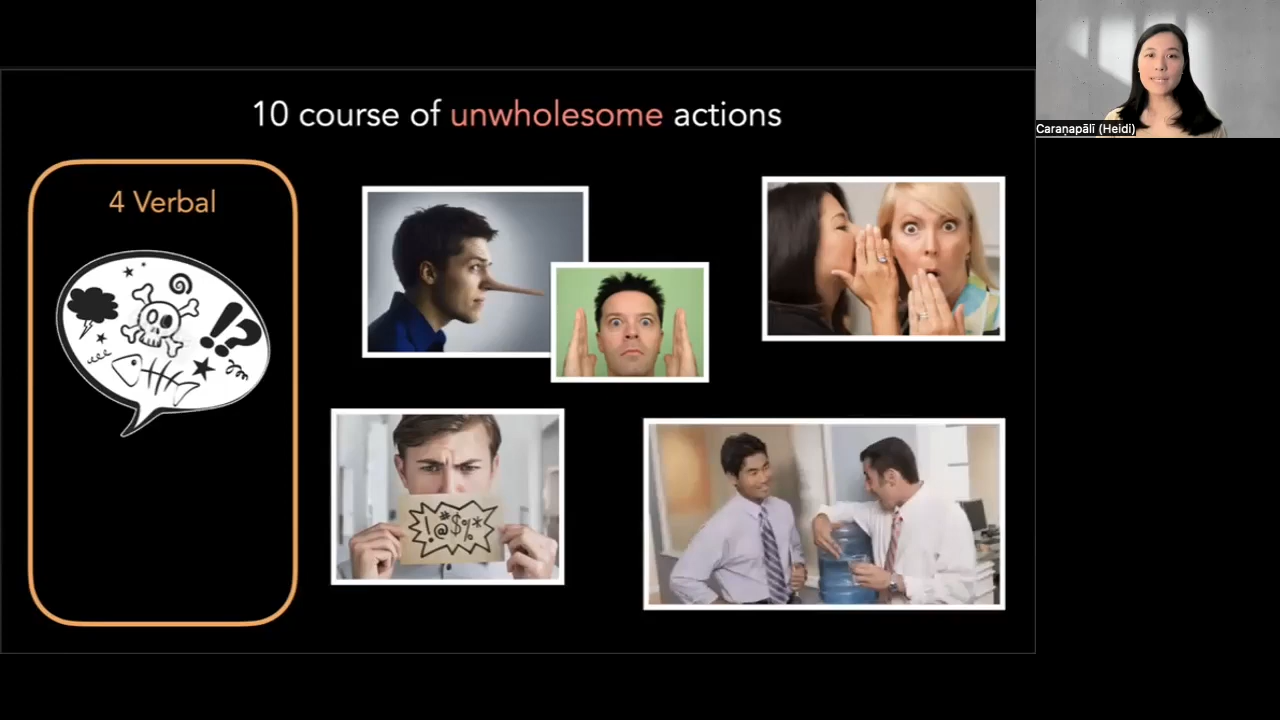 10 course of unwholesome actions
4 Verbal
!?
!@*$%*
Caraṇapālī (Heidi)